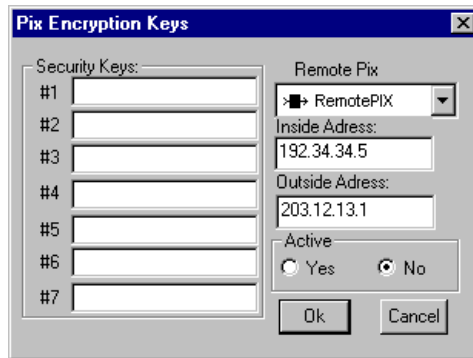 Pix Encryption Keys
Security Keys:
#1
#2
#3
#4
#5
#6
#7
Remote Pix
RemotePIX
Inside Adress:
192.34.34.5
Outside Adress:
203.12.13.1
Active
Yes No
Ok Cancel